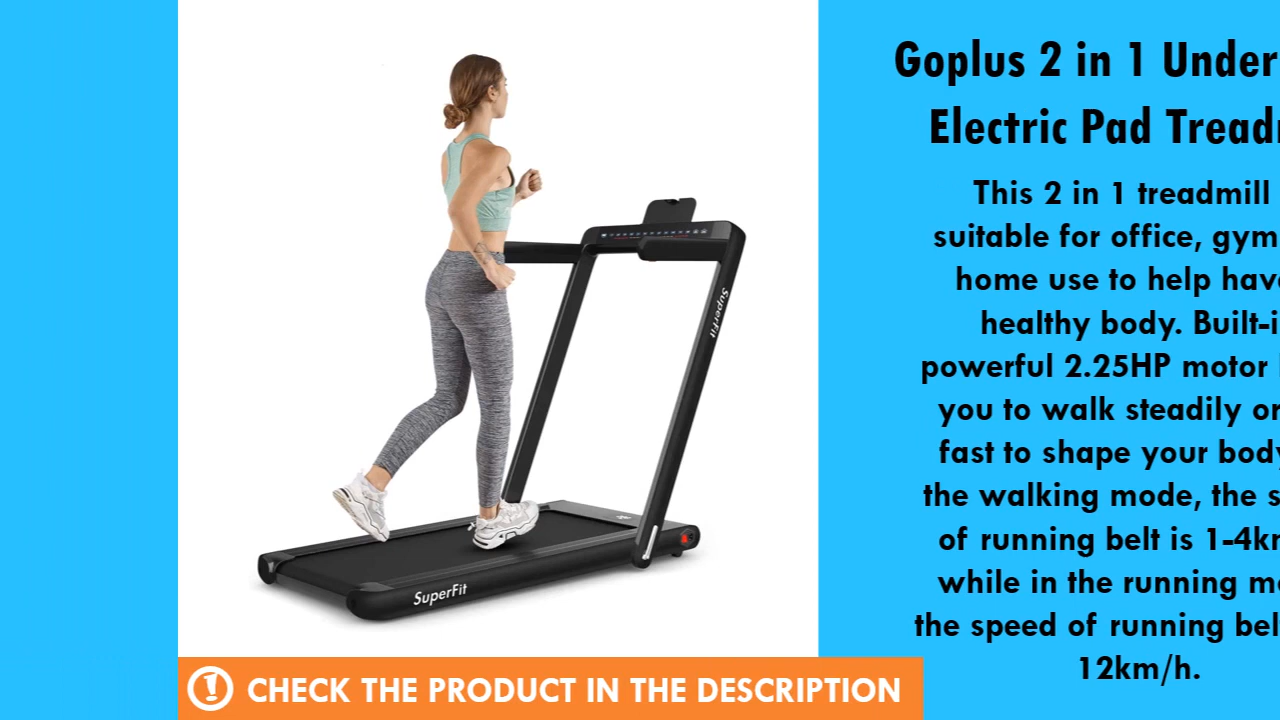 Goplus 2 in 1 Under
Electric Pad Tread
This 2 in 1 treadmill
suitable for office, gym
home use to help hav
healthy body. Built-i
powerful 2.25HP motor
you to walk steadily or
fast to shape your body
the walking mode, the s
of running belt is 1-4k
while in the running m
the speed of running bel
12km/h.
SuperFit
SuperFit
CHECK THE PRODUCT IN THE DESCRIPTION